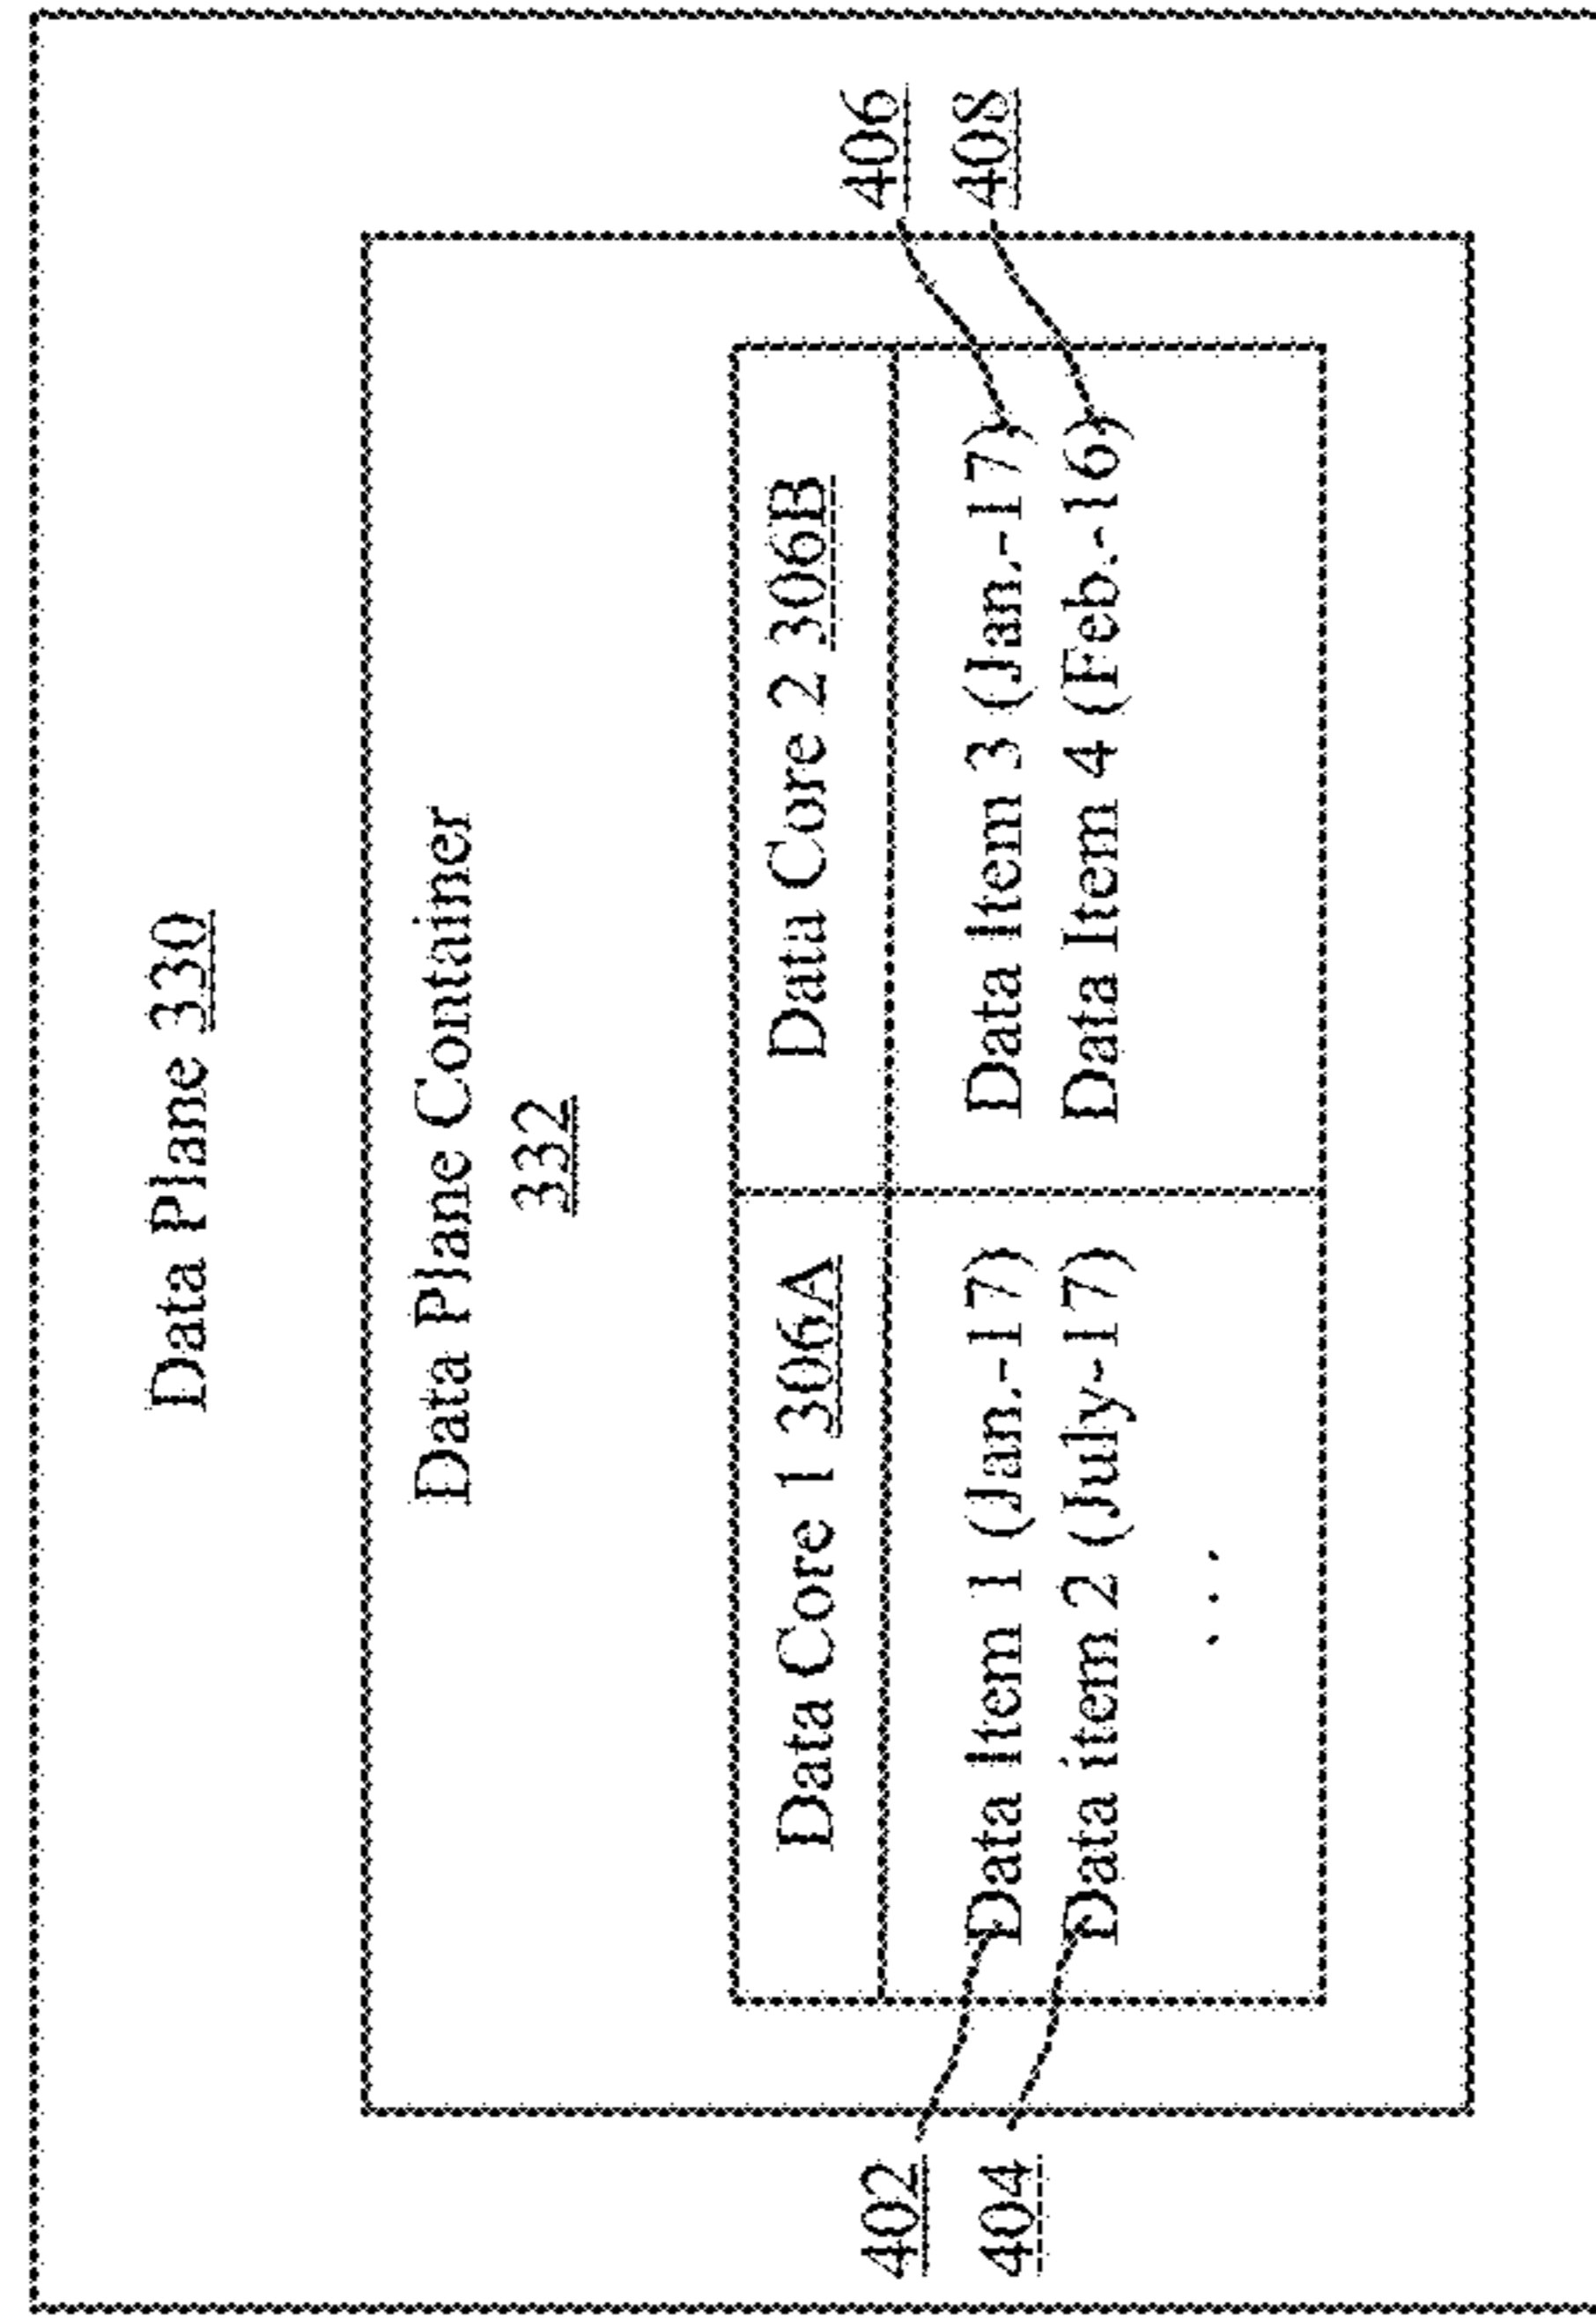 Data Plane 330
Data Plane Container
332
Data Core 1 306A
Data Core 2 306B
402
Data Item 1 (Jan.-17)
Data Item 3 (Jan.-17)
406
404
Data item 2 (July-17)
Data Item 4 (Feb.-16)
408
. . .